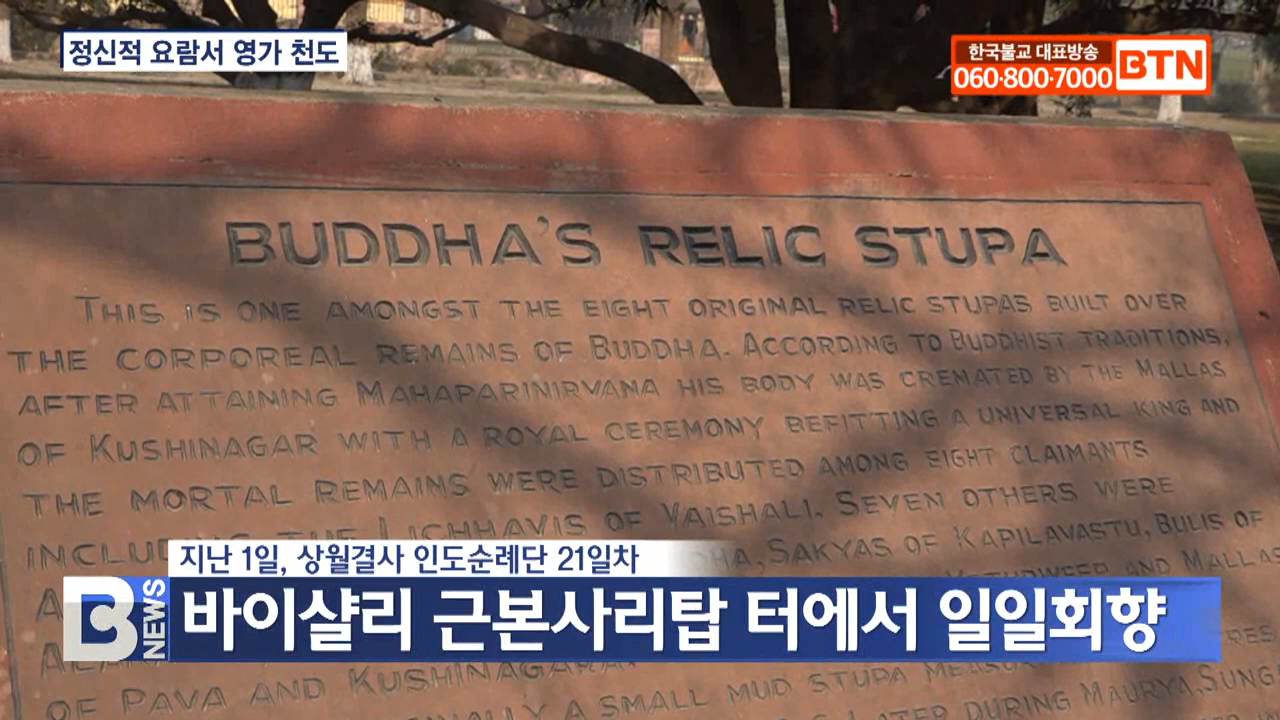 정신적 요람서 영가 천도
한국불교 대표방송
060·800·7000
BTN
BUDDHA'S RELIC STUPA
THIS IS ONE AMONGST THE EIGHT ORIGINAL RELIC STUPAS BUILT OVER
THE CORPOREAL REMAINS OF BUDDHA. ACCORDING TO BUDDHIST TRADITIONS,
AFTER ATTAINING MAHAPARINIRVANA HIS BODY WAS CREMATED BY THE MALLAS
OF KUSHINAGAR WITH A ROYAL CEREMONY BEFITTING A UNIVERSAL KING AND
THE MORTAL REMAINS WERE DISTRIBUTED AMONG EIGHT CLAIMANTS
THE LICHHAVIS OF VAISHALI. SEVEN OTHERS WERE
SAKYAS OF KAPILAVASTU, BULIS OF
AND MALLAS
지난 1일, 상월결사 인도순례단 21일차
B NEWS
바이샬리 근본사리탑 터에서 일일회향
OF PAVA AND KUSHINAGARA.
A SMALL MUD STUPA
LATER DURING MAURYA, SUNGA